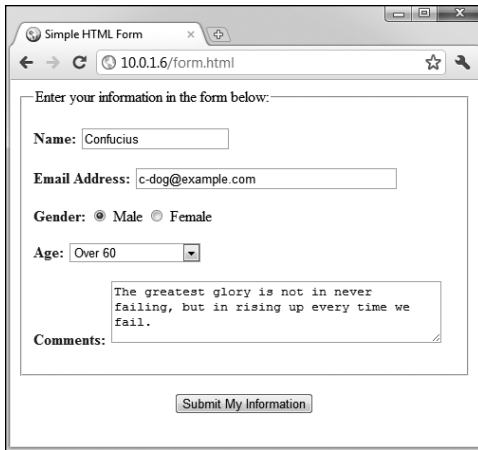 Simple HTML Form
10.0.1.6/form.html
Enter your information in the form below:
Name: Confucius
Email Address: c-dog@example.com
Gender: Male Female
Age: Over 60
Comments: The greatest glory is not in never
failing, but in rising up every time we
fail.
Submit My Information